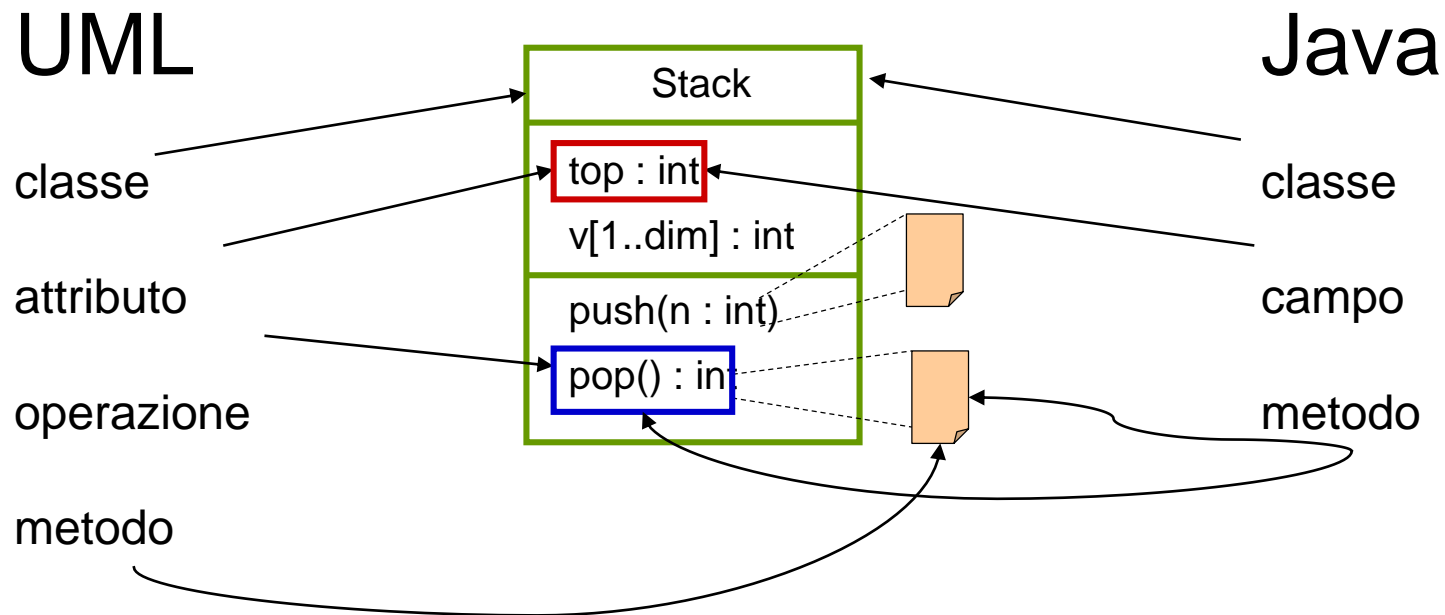 UML
classe
attributo
operazione
metodo
Stack
top : int
v[1..dim] : int
push(n : int)
pop() : int
Java
classe
campo
metodo